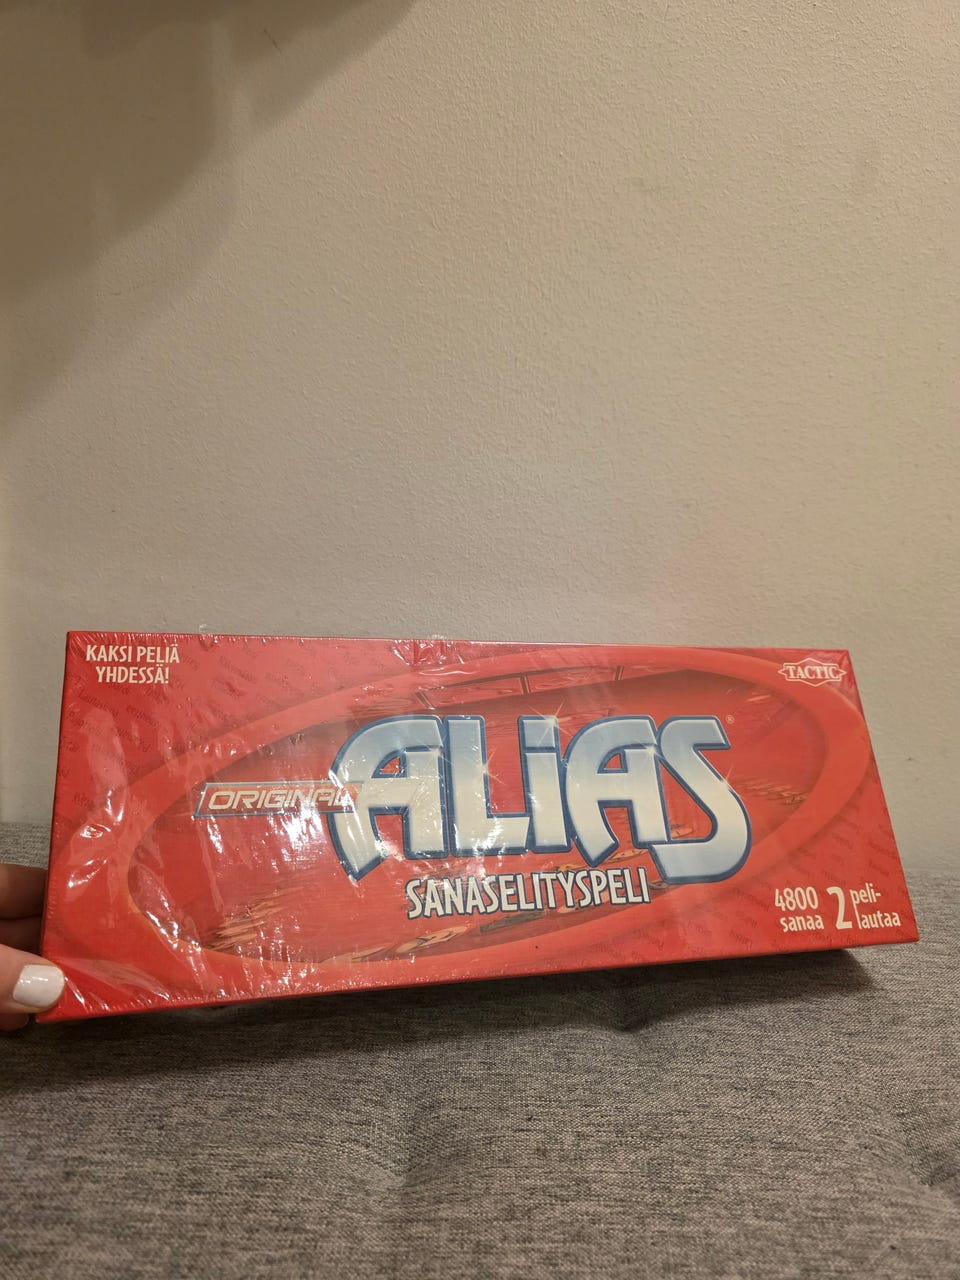 KAKSI PELIÄ
YHDESSÄ!
TACTIC
ORIGINAL
ALiAS®
SANASELITYSPELI
4800
sanaa
2
peli-
lautaa